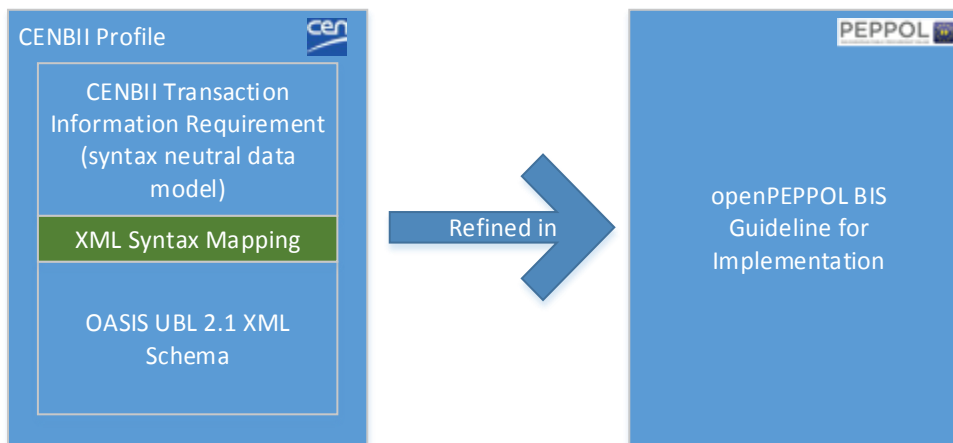 CENBII Profile
cen
CENBII Transaction
Information Requirement
(syntax neutral data
model)
XML Syntax Mapping
OASIS UBL 2.1 XML
Schema
Refined in
PEPPOL
openPEPPOL BIS
Guideline for
Implementation